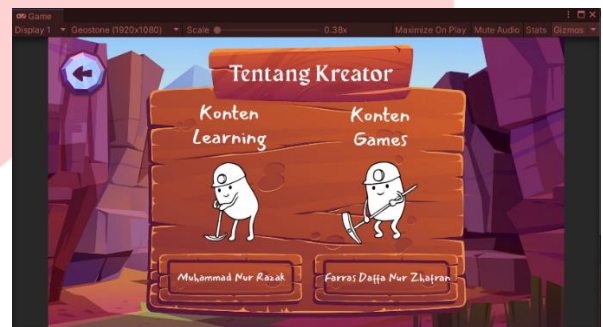 Game
Display 1 Geostone (1920x1080) Scale 0.38x Maximize On Play Mute Audio Stats Gizmos
Tentang Kreator
Konten Learning
Konten Games
Muhammad Nur Razak
Farras Daffa Nur Zhafran